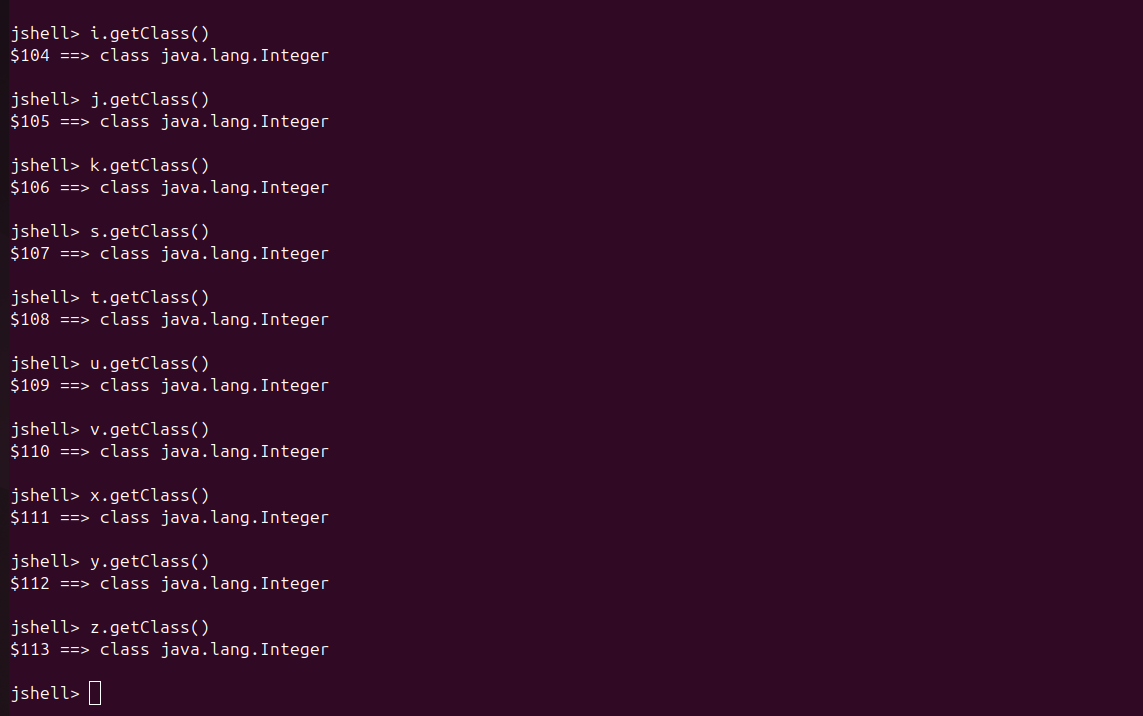 jshell> i.getClass()
$104 ==> class java.lang.Integer
jshell> j.getClass()
$105 ==> class java.lang.Integer
jshell> k.getClass()
$106 ==> class java.lang.Integer
jshell> s.getClass()
$107 ==> class java.lang.Integer
jshell> t.getClass()
$108 ==> class java.lang.Integer
jshell> u.getClass()
$109 ==> class java.lang.Integer
jshell> v.getClass()
$110 ==> class java.lang.Integer
jshell> x.getClass()
$111 ==> class java.lang.Integer
jshell> y.getClass()
$112 ==> class java.lang.Integer
jshell> z.getClass()
$113 ==> class java.lang.Integer
jshell>